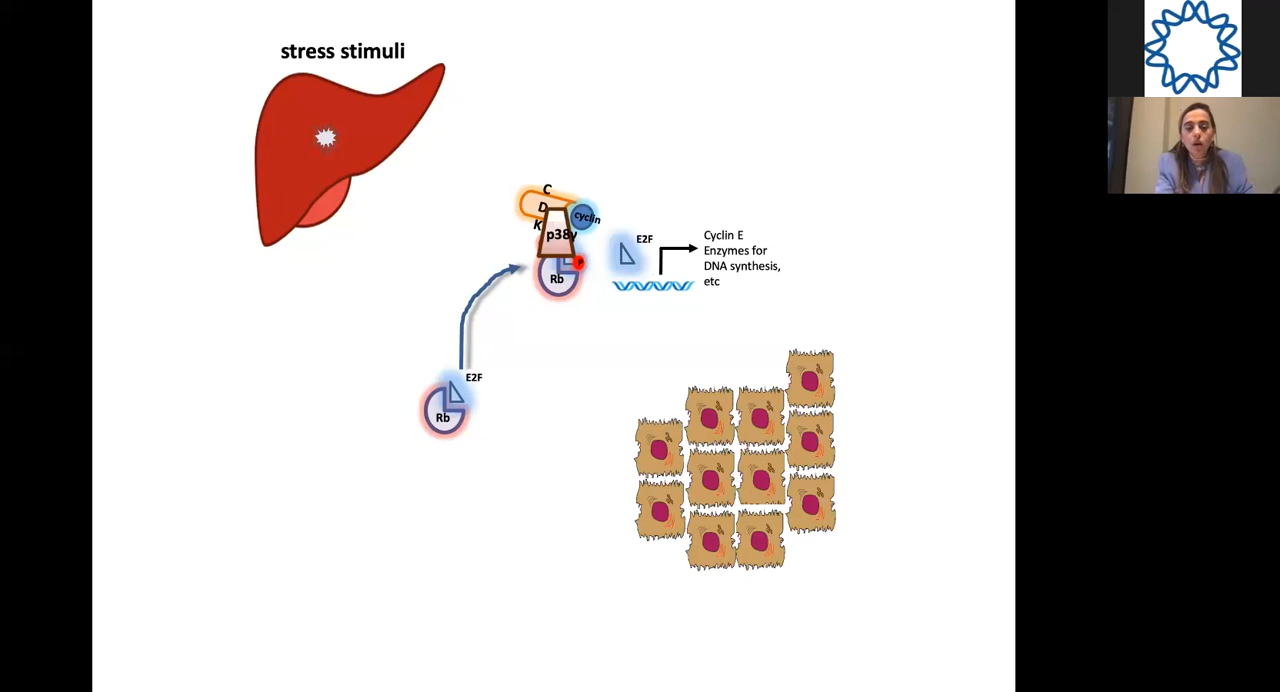 stress stimuli
C
D
K
cyclin
p38γ
P
Rb
E2F
Cyclin E
Enzymes for
DNA synthesis,
etc
E2F
Rb